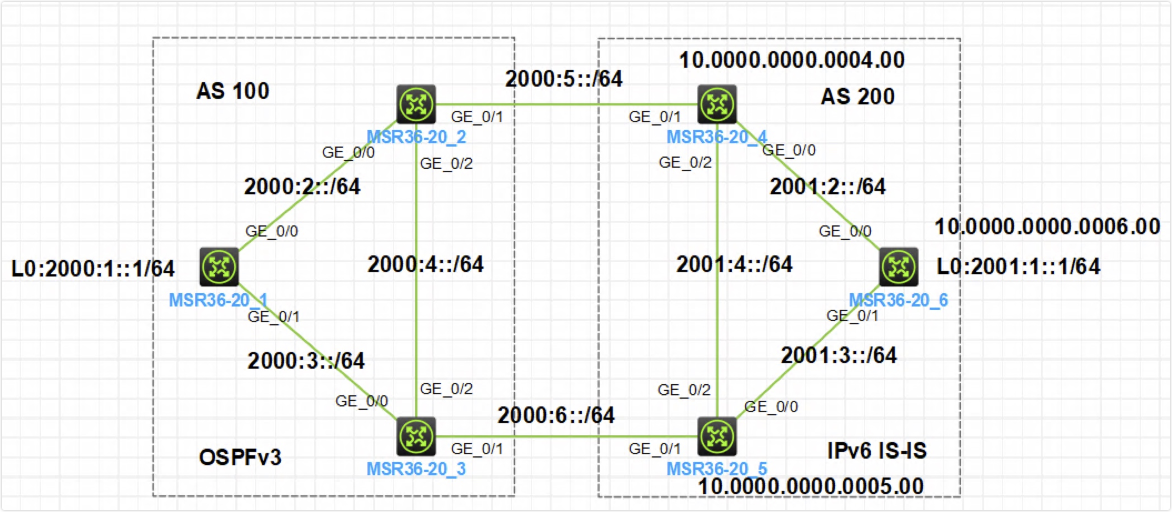 10.0000.0000.0004.00
2000:5::/64
AS 100
AS 200
GE_0/1
GE_0/1
MSR36-20_2
MSR36-20_4
GE_0/0
GE_0/2
GE_0/2
GE_0/0
2000:2::/64
2001:2::/64
GE_0/0
GE_0/0
10.0000.0000.0006.00
L0:2000:1::1/64
2000:4::/64
2001:4::/64
L0:2001:1::1/64
MSR36-20_1
MSR36-20_6
GE_0/1
GE_0/1
2000:3::/64
2001:3::/64
GE_0/0
GE_0/2
GE_0/2
GE_0/0
2000:6::/64
OSPFv3
GE_0/1
GE_0/1
IPv6 IS-IS
MSR36-20_3
MSR36-20_5
10.0000.0000.0005.00